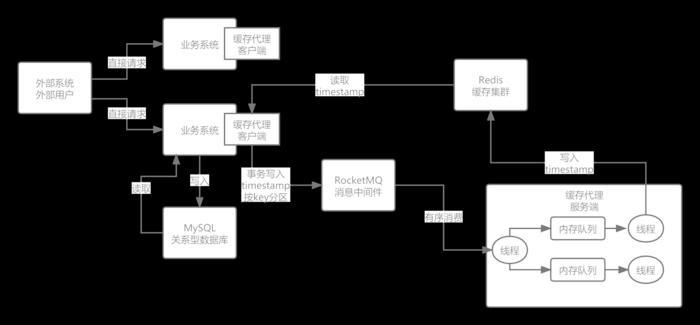 业务系统
缓存代理
客户端
直接请求
外部系统
外部用户
直接请求
读取
timestamp
Redis
缓存集群
业务系统
缓存代理
客户端
读取
写入
事务写入
timestamp
按key分区
RocketMQ
消息中间件
写入
timestamp
MySQL
关系型数据库
有序消费
缓存代理
服务端
线程
内存队列
线程
内存队列
线程